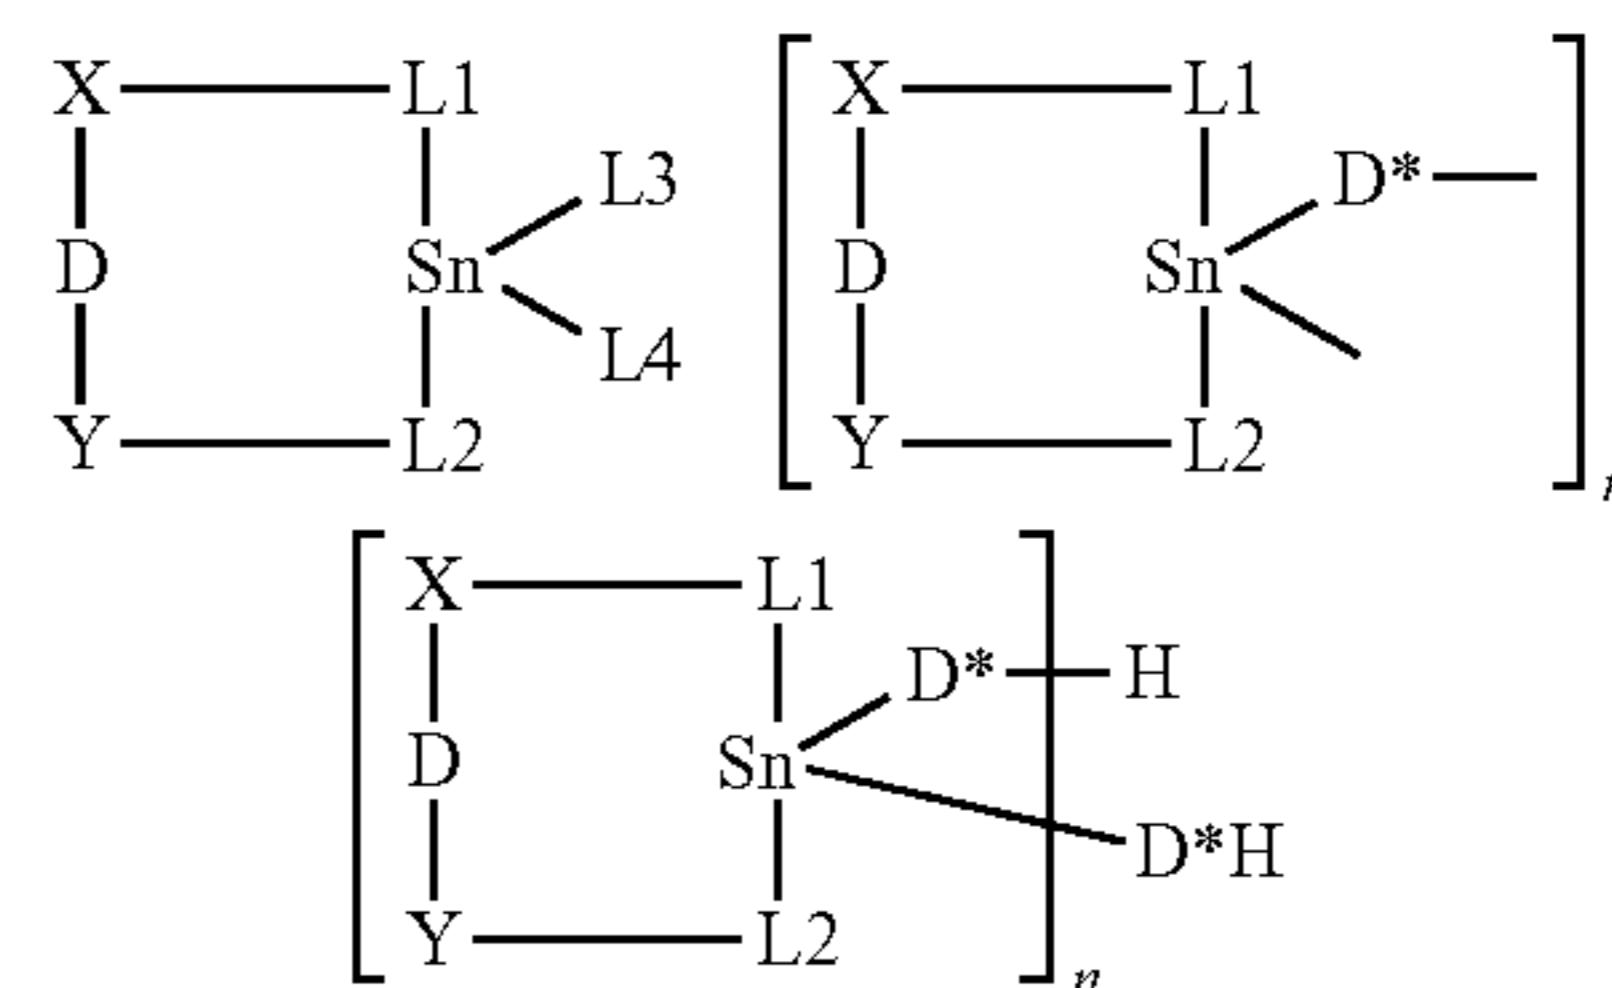 X L1 X L1
L3 D*
D Sn D Sn
L4
Y L2 Y L2
n
X L1
D* H
D Sn
D*H
Y L2
n